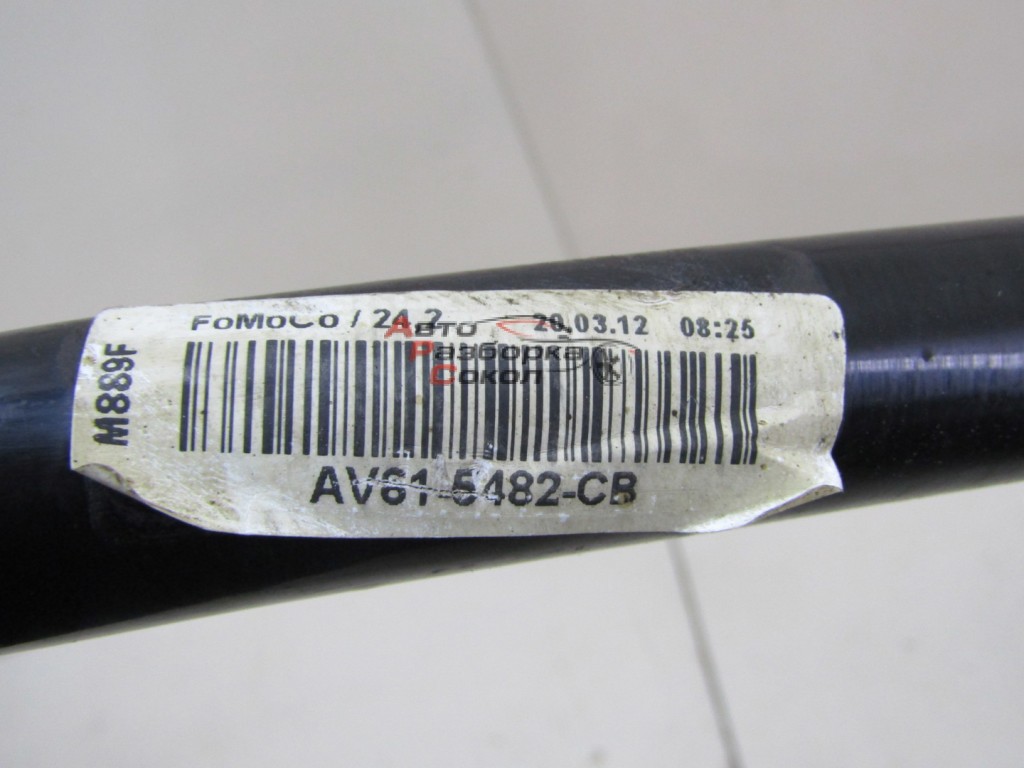 FoMoCo / 24,2 20.03.12 08:25
M889F
Авто
Разборка
Сокол
AV61-5482-CB